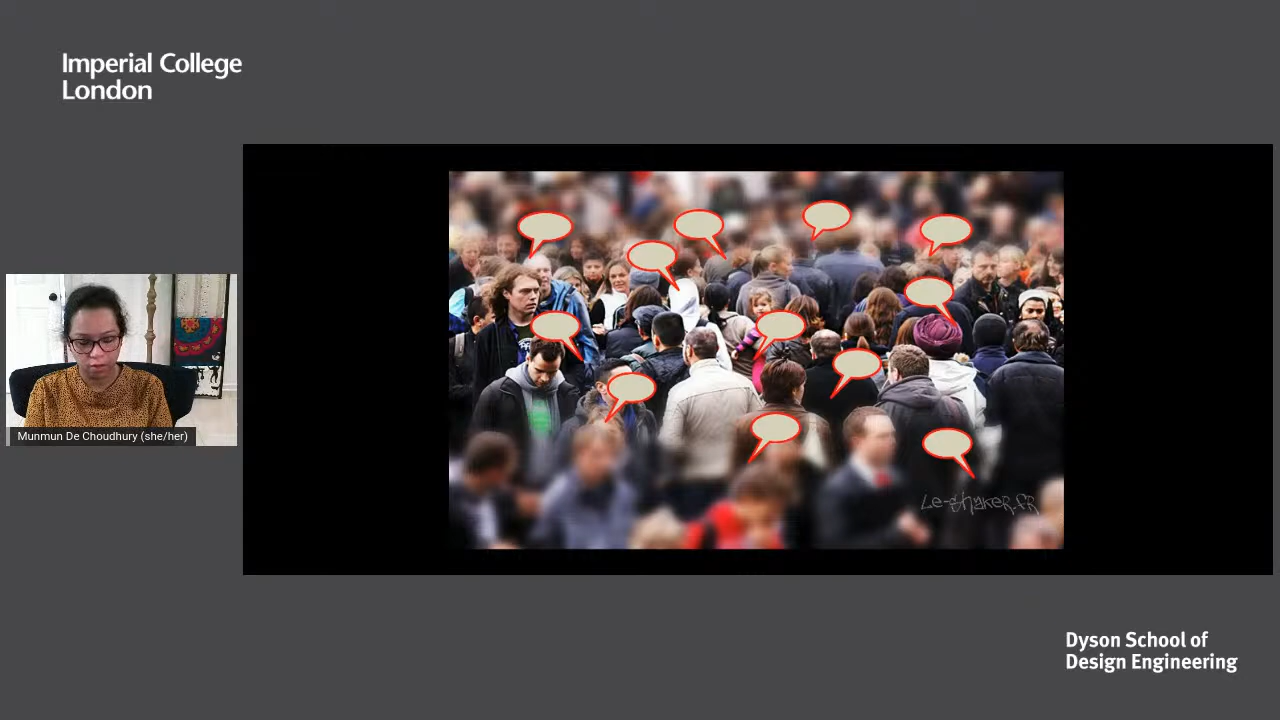 Imperial College
London
Munmun De Choudhury (she/her)
Le-shaker.fr
Dyson School of
Design Engineering